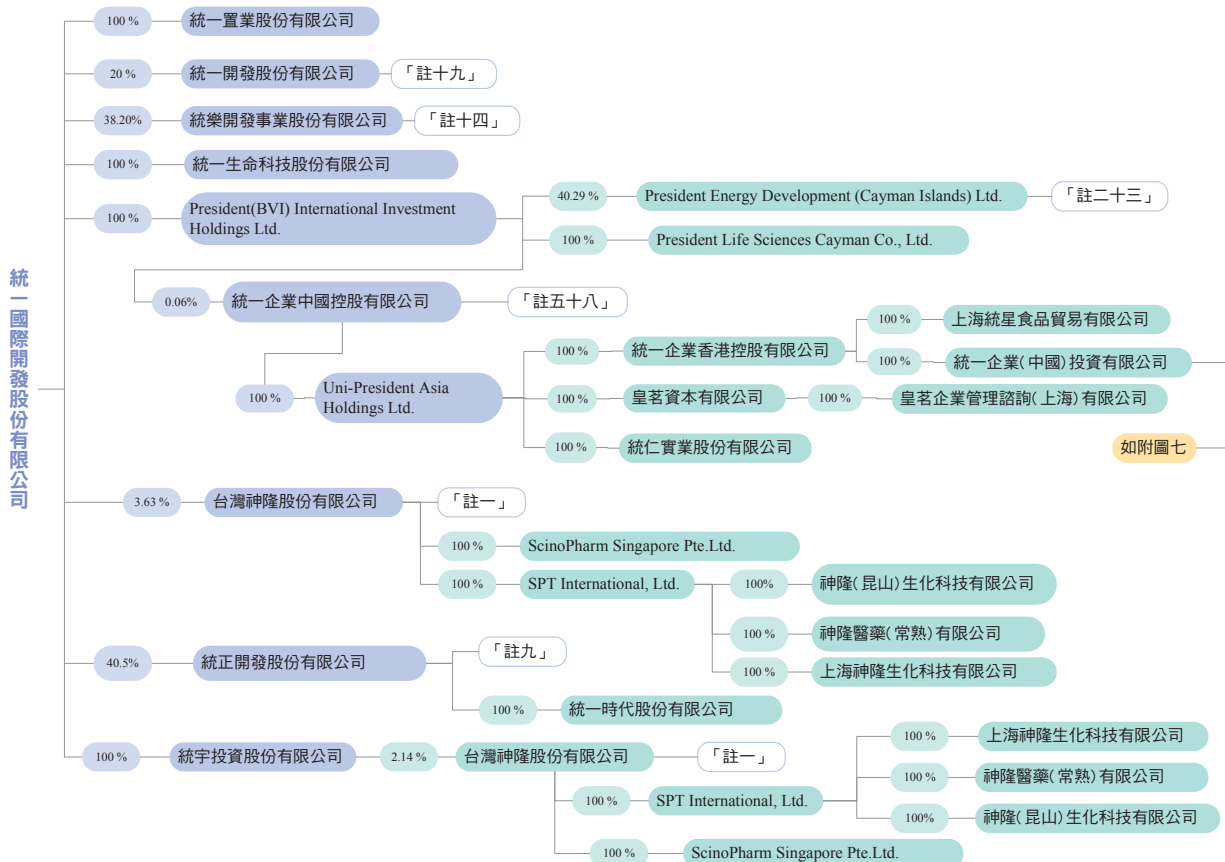 統一國際開發股份有限公司
100 % 統一置業股份有限公司
20 % 統一開發股份有限公司 「註十九」
38.20% 統樂開發事業股份有限公司 「註十四」
100 % 統一生命科技股份有限公司
100 % President(BVI) International Investment
Holdings Ltd.
40.29 % President Energy Development (Cayman Islands) Ltd. 「註二十三」
100 % President Life Sciences Cayman Co., Ltd.
0.06% 統一企業中國控股有限公司 「註五十八」
100 % Uni-President Asia
Holdings Ltd.
100 % 統一企業香港控股有限公司
100 % 上海統星食品貿易有限公司
100 % 統一企業(中國)投資有限公司
100 % 皇茗資本有限公司 100 % 皇茗企業管理諮詢(上海)有限公司
100 % 統仁實業股份有限公司
如附圖七
3.63 % 台灣神隆股份有限公司 「註一」
100 % ScinoPharm Singapore Pte.Ltd.
100 % SPT International, Ltd.
100% 神隆(昆山)生化科技有限公司
100 % 神隆醫藥(常熟)有限公司
100 % 上海神隆生化科技有限公司
40.5% 統正開發股份有限公司 「註九」
100 % 統一時代股份有限公司
100 % 統宇投資股份有限公司 2.14 % 台灣神隆股份有限公司 「註一」
100 % SPT International, Ltd.
100 % 上海神隆生化科技有限公司
100 % 神隆醫藥(常熟)有限公司
100% 神隆(昆山)生化科技有限公司
100 % ScinoPharm Singapore Pte.Ltd.